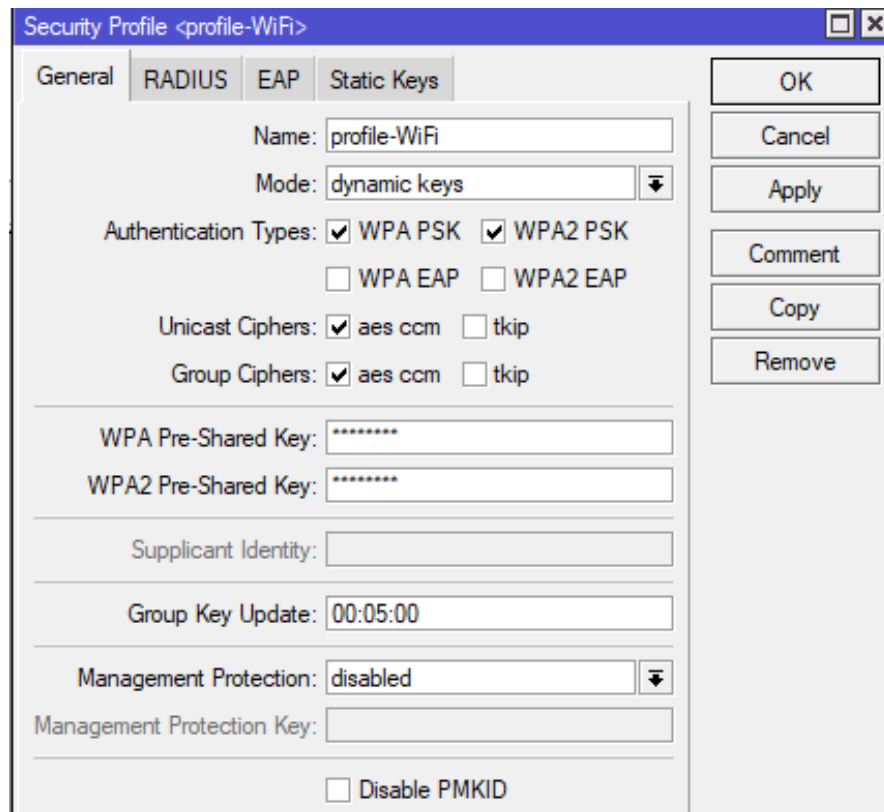 Security Profile <profile-WiFi>
General RADIUS EAP Static Keys
OK
Cancel
Apply
Comment
Copy
Remove
Name: profile-WiFi
Mode: dynamic keys
Authentication Types: WPA PSK WPA2 PSK
WPA EAP WPA2 EAP
Unicast Ciphers: aes ccm tkip
Group Ciphers: aes ccm tkip
WPA Pre-Shared Key: ********
WPA2 Pre-Shared Key: ********
Supplicant Identity:
Group Key Update: 00:05:00
Management Protection: disabled
Management Protection Key:
Disable PMKID